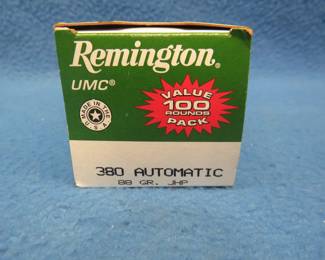 Remington®
UMC®
MADE IN THE U.S.A.
VALUE
100
ROUNDS
PACK
380 AUTOMATIC
88 GR. JHP